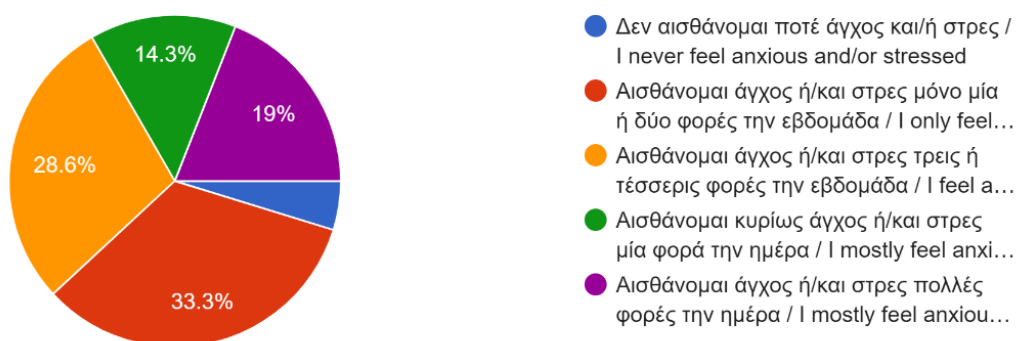 14.3%
19%
28.6%
33.3%
Δεν αισθάνομαι ποτέ άγχος και/ή στρες /
I never feel anxious and/or stressed
Αισθάνομαι άγχος ή/και στρες μόνο μία
ή δύο φορές την εβδομάδα / I only feel…
Αισθάνομαι άγχος ή/και στρες τρεις ή
τέσσερις φορές την εβδομάδα / I feel a…
Αισθάνομαι κυρίως άγχος ή/και στρες
μία φορά την ημέρα / I mostly feel anxi…
Αισθάνομαι άγχος ή/και στρες πολλές
φορές την ημέρα / I mostly feel anxiou…